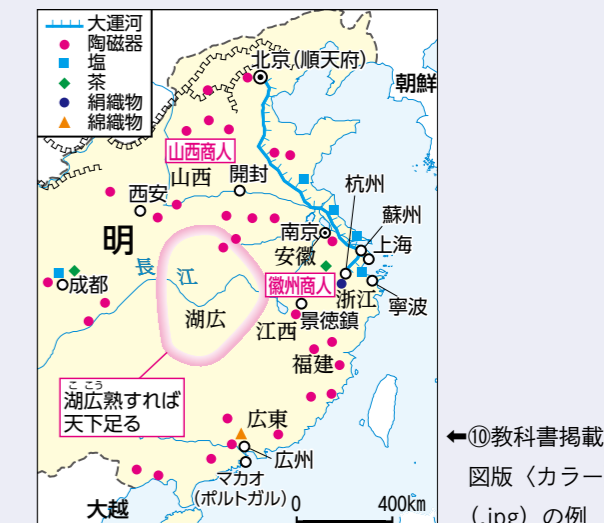 大運河
陶磁器
塩
茶
絹織物
綿織物
北京(順天府)
朝鮮
山西商人
山西
開封
西安
杭州
蘇州
明
南京
上海
安徽
長江
成都
徽州商人
浙江
寧波
湖広
江西
景徳鎮
福建
ここう
湖広熟すれば
天下足る
広東
広州
マカオ
(ポルトガル)
大越
0 400km
←⑩教科書掲載
図版〈カラー
(.jpg）の例